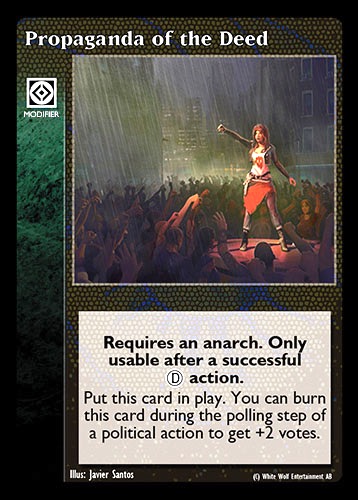 Propaganda of the Deed
MODIFIER
Requires an anarch. Only
usable after a successful
Ⓓ action.
Put this card in play. You can burn
this card during the polling step of
a political action to get +2 votes.
Illus: Javier Santos
(C) White Wolf Entertainment AB